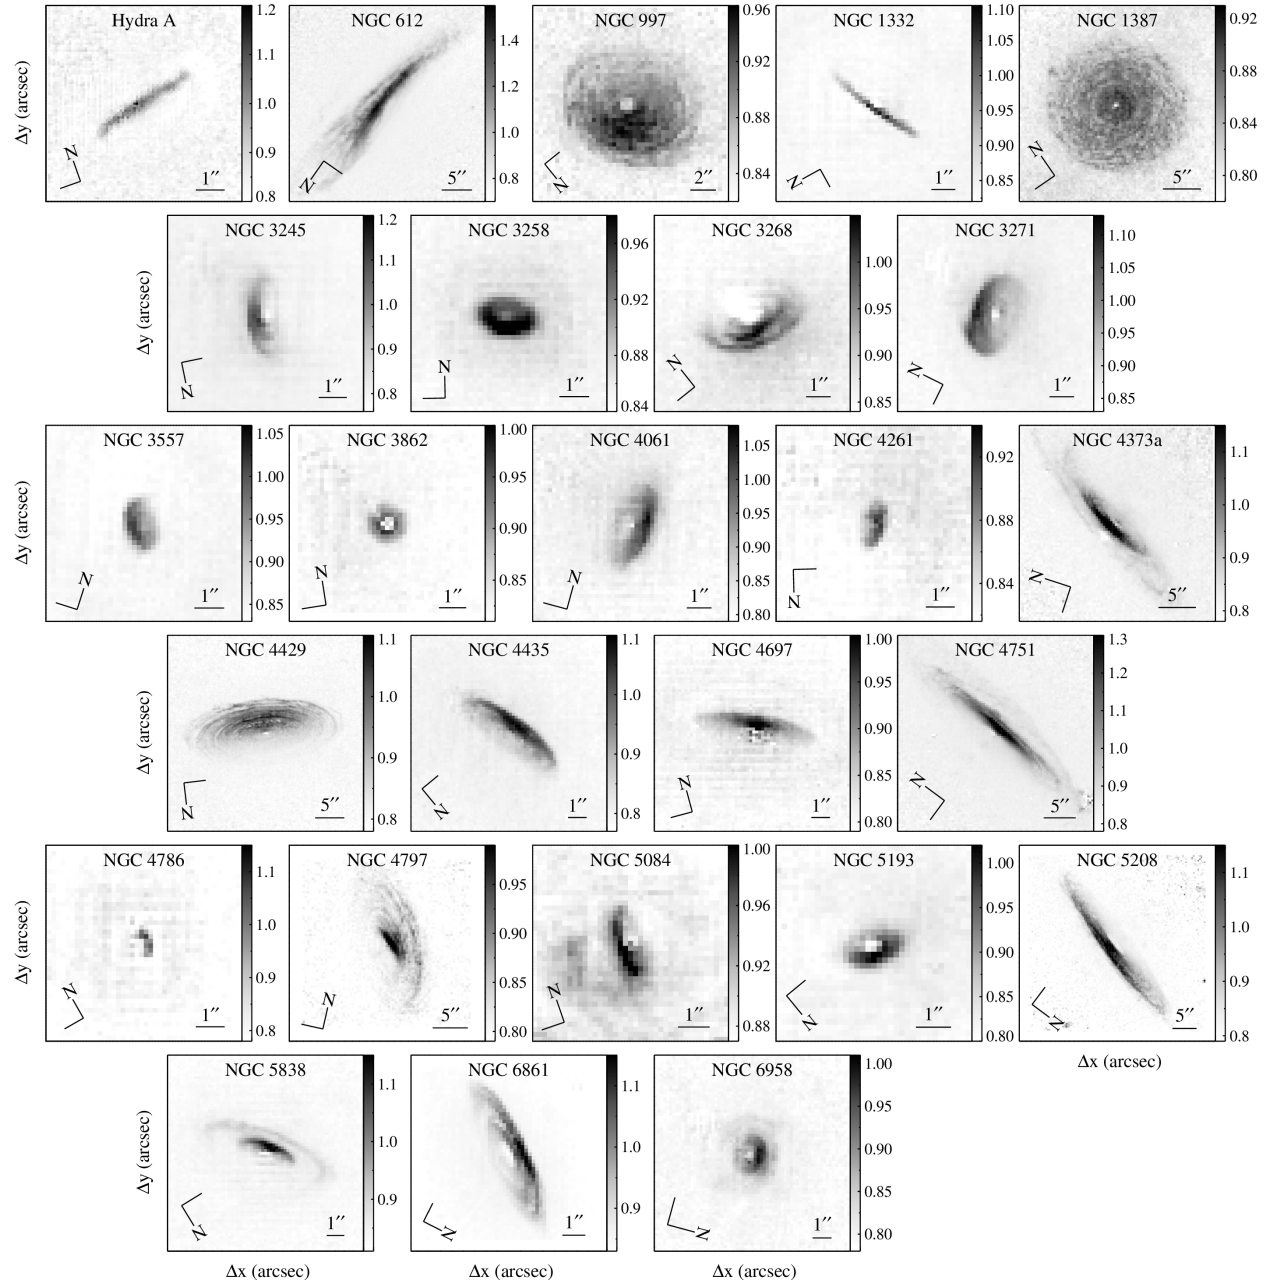 Hydra A NGC 612 NGC 997 NGC 1332 NGC 1387
1.2 1.1 1.0 0.9 0.8
1.4 1.2 1.0 0.8
0.96 0.92 0.88 0.84
1.10 1.05 1.00 0.95 0.90 0.85
0.92 0.88 0.84 0.80
Δy (arcsec)
N N N N N
1″ 5″ 2″ 1″ 5″
NGC 3245 NGC 3258 NGC 3268 NGC 3271
1.2 1.1 1.0 0.9 0.8
0.96 0.92 0.88 0.84
1.00 0.95 0.90 0.85
1.10 1.05 1.00 0.95 0.90 0.85
Δy (arcsec)
N N N N
1″ 1″ 1″ 1″
NGC 3557 NGC 3862 NGC 4061 NGC 4261 NGC 4373a
1.05 1.00 0.95 0.90 0.85
1.00 0.95 0.90 0.85
1.05 1.00 0.95 0.90 0.85 0.80
0.92 0.88 0.84
1.1 1.0 0.9 0.8
Δy (arcsec)
N N N N N
1″ 1″ 1″ 1″ 5″
NGC 4429 NGC 4435 NGC 4697 NGC 4751
1.1 1.0 0.9 0.8
1.1 1.0 0.9 0.8
1.00 0.95 0.90 0.85 0.80
1.3 1.2 1.1 1.0 0.9 0.8
Δy (arcsec)
N N N N
5″ 1″ 1″ 5″
NGC 4786 NGC 4797 NGC 5084 NGC 5193 NGC 5208
1.1 1.0 0.9 0.8
0.95 0.90 0.85 0.80
1.00 0.96 0.92 0.88
1.00 0.95 0.90 0.85 0.80
1.1 1.0 0.9 0.8
Δy (arcsec)
N N N N N
1″ 5″ 1″ 1″ 5″
Δx (arcsec)
NGC 5838 NGC 6861 NGC 6958
1.1 1.0 0.9
1.1 1.0 0.9
1.00 0.95 0.90 0.85 0.80
Δy (arcsec)
N N N
1″ 1″ 1″
Δx (arcsec) Δx (arcsec) Δx (arcsec)